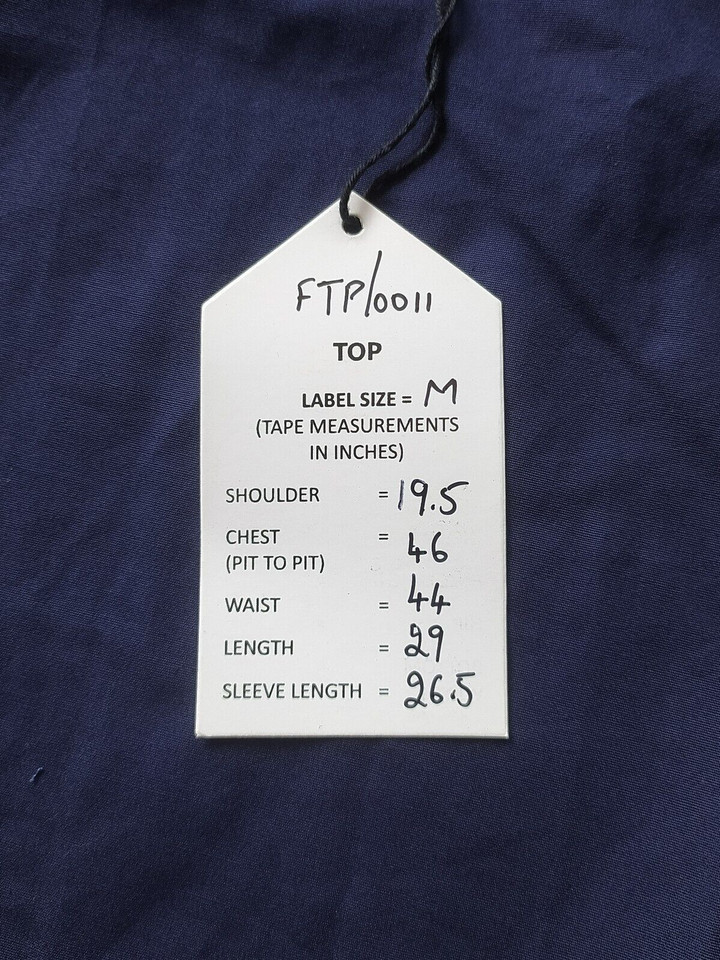 FTP/0011
TOP
LABEL SIZE = M
(TAPE MEASUREMENTS
IN INCHES)
SHOULDER = 19.5
CHEST = 46
(PIT TO PIT)
WAIST = 44
LENGTH = 29
SLEEVE LENGTH = 26.5